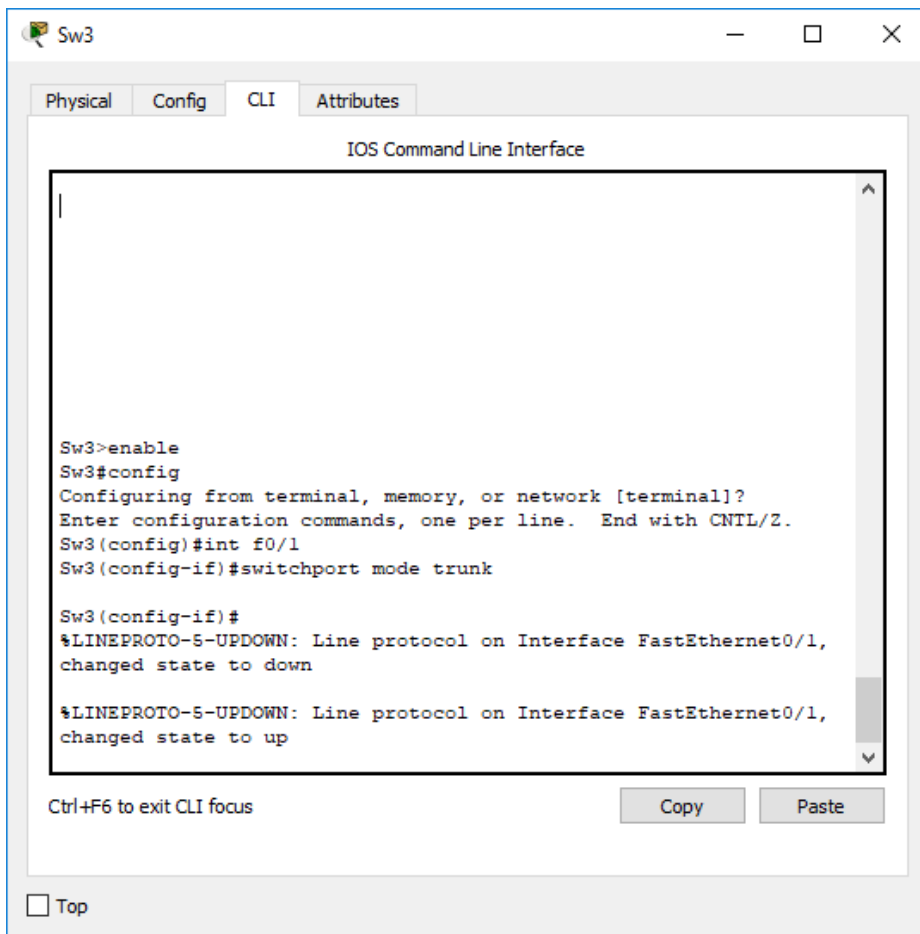 Sw3
Physical Config CLI Attributes
IOS Command Line Interface
Sw3>enable
Sw3#config
Configuring from terminal, memory, or network [terminal]?
Enter configuration commands, one per line.  End with CNTL/Z.
Sw3(config)#int f0/1
Sw3(config-if)#switchport mode trunk
Sw3(config-if)#
%LINEPROTO-5-UPDOWN: Line protocol on Interface FastEthernet0/1,
changed state to down
%LINEPROTO-5-UPDOWN: Line protocol on Interface FastEthernet0/1,
changed state to up
Ctrl+F6 to exit CLI focus
Copy Paste
Top